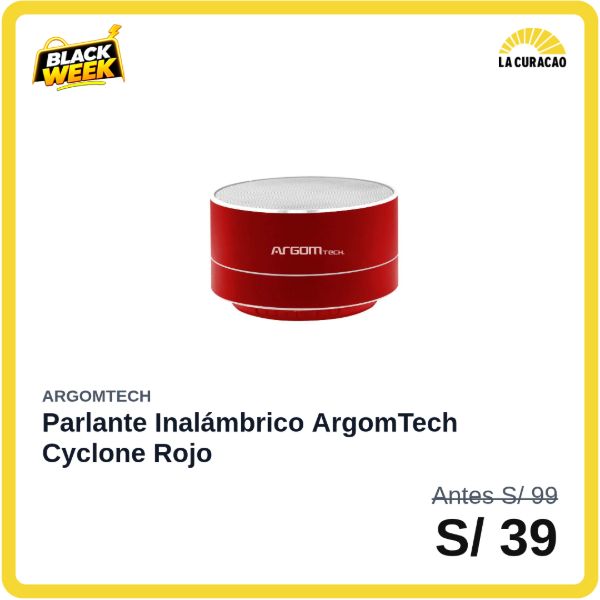 BLACK
WEEK
LA CURACAO
ARGOMTECH.
ARGOMTECH
Parlante Inalámbrico ArgomTech
Cyclone Rojo
Antes S/ 99
S/ 39